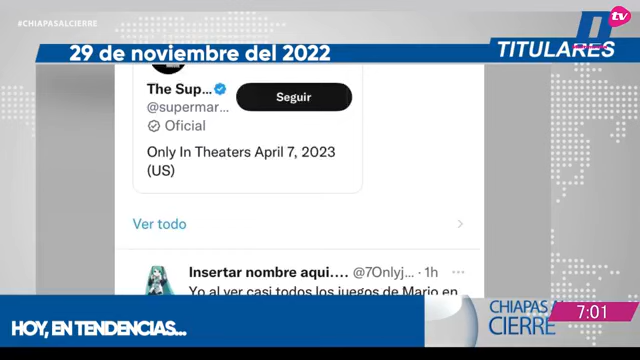 #CHIAPASALCIERRE
tv
29 de noviembre del 2022
TITULARES
The Sup...
Seguir
@supermar...
Oficial
Only In Theaters April 7, 2023
(US)
Ver todo
Insertar nombre aqui.... @7Onlyj... · 1h
Yo al ver casi todos los juegos de Mario en
HOY, EN TENDENCIAS...
CHIAPAS
CIERRE
7:01